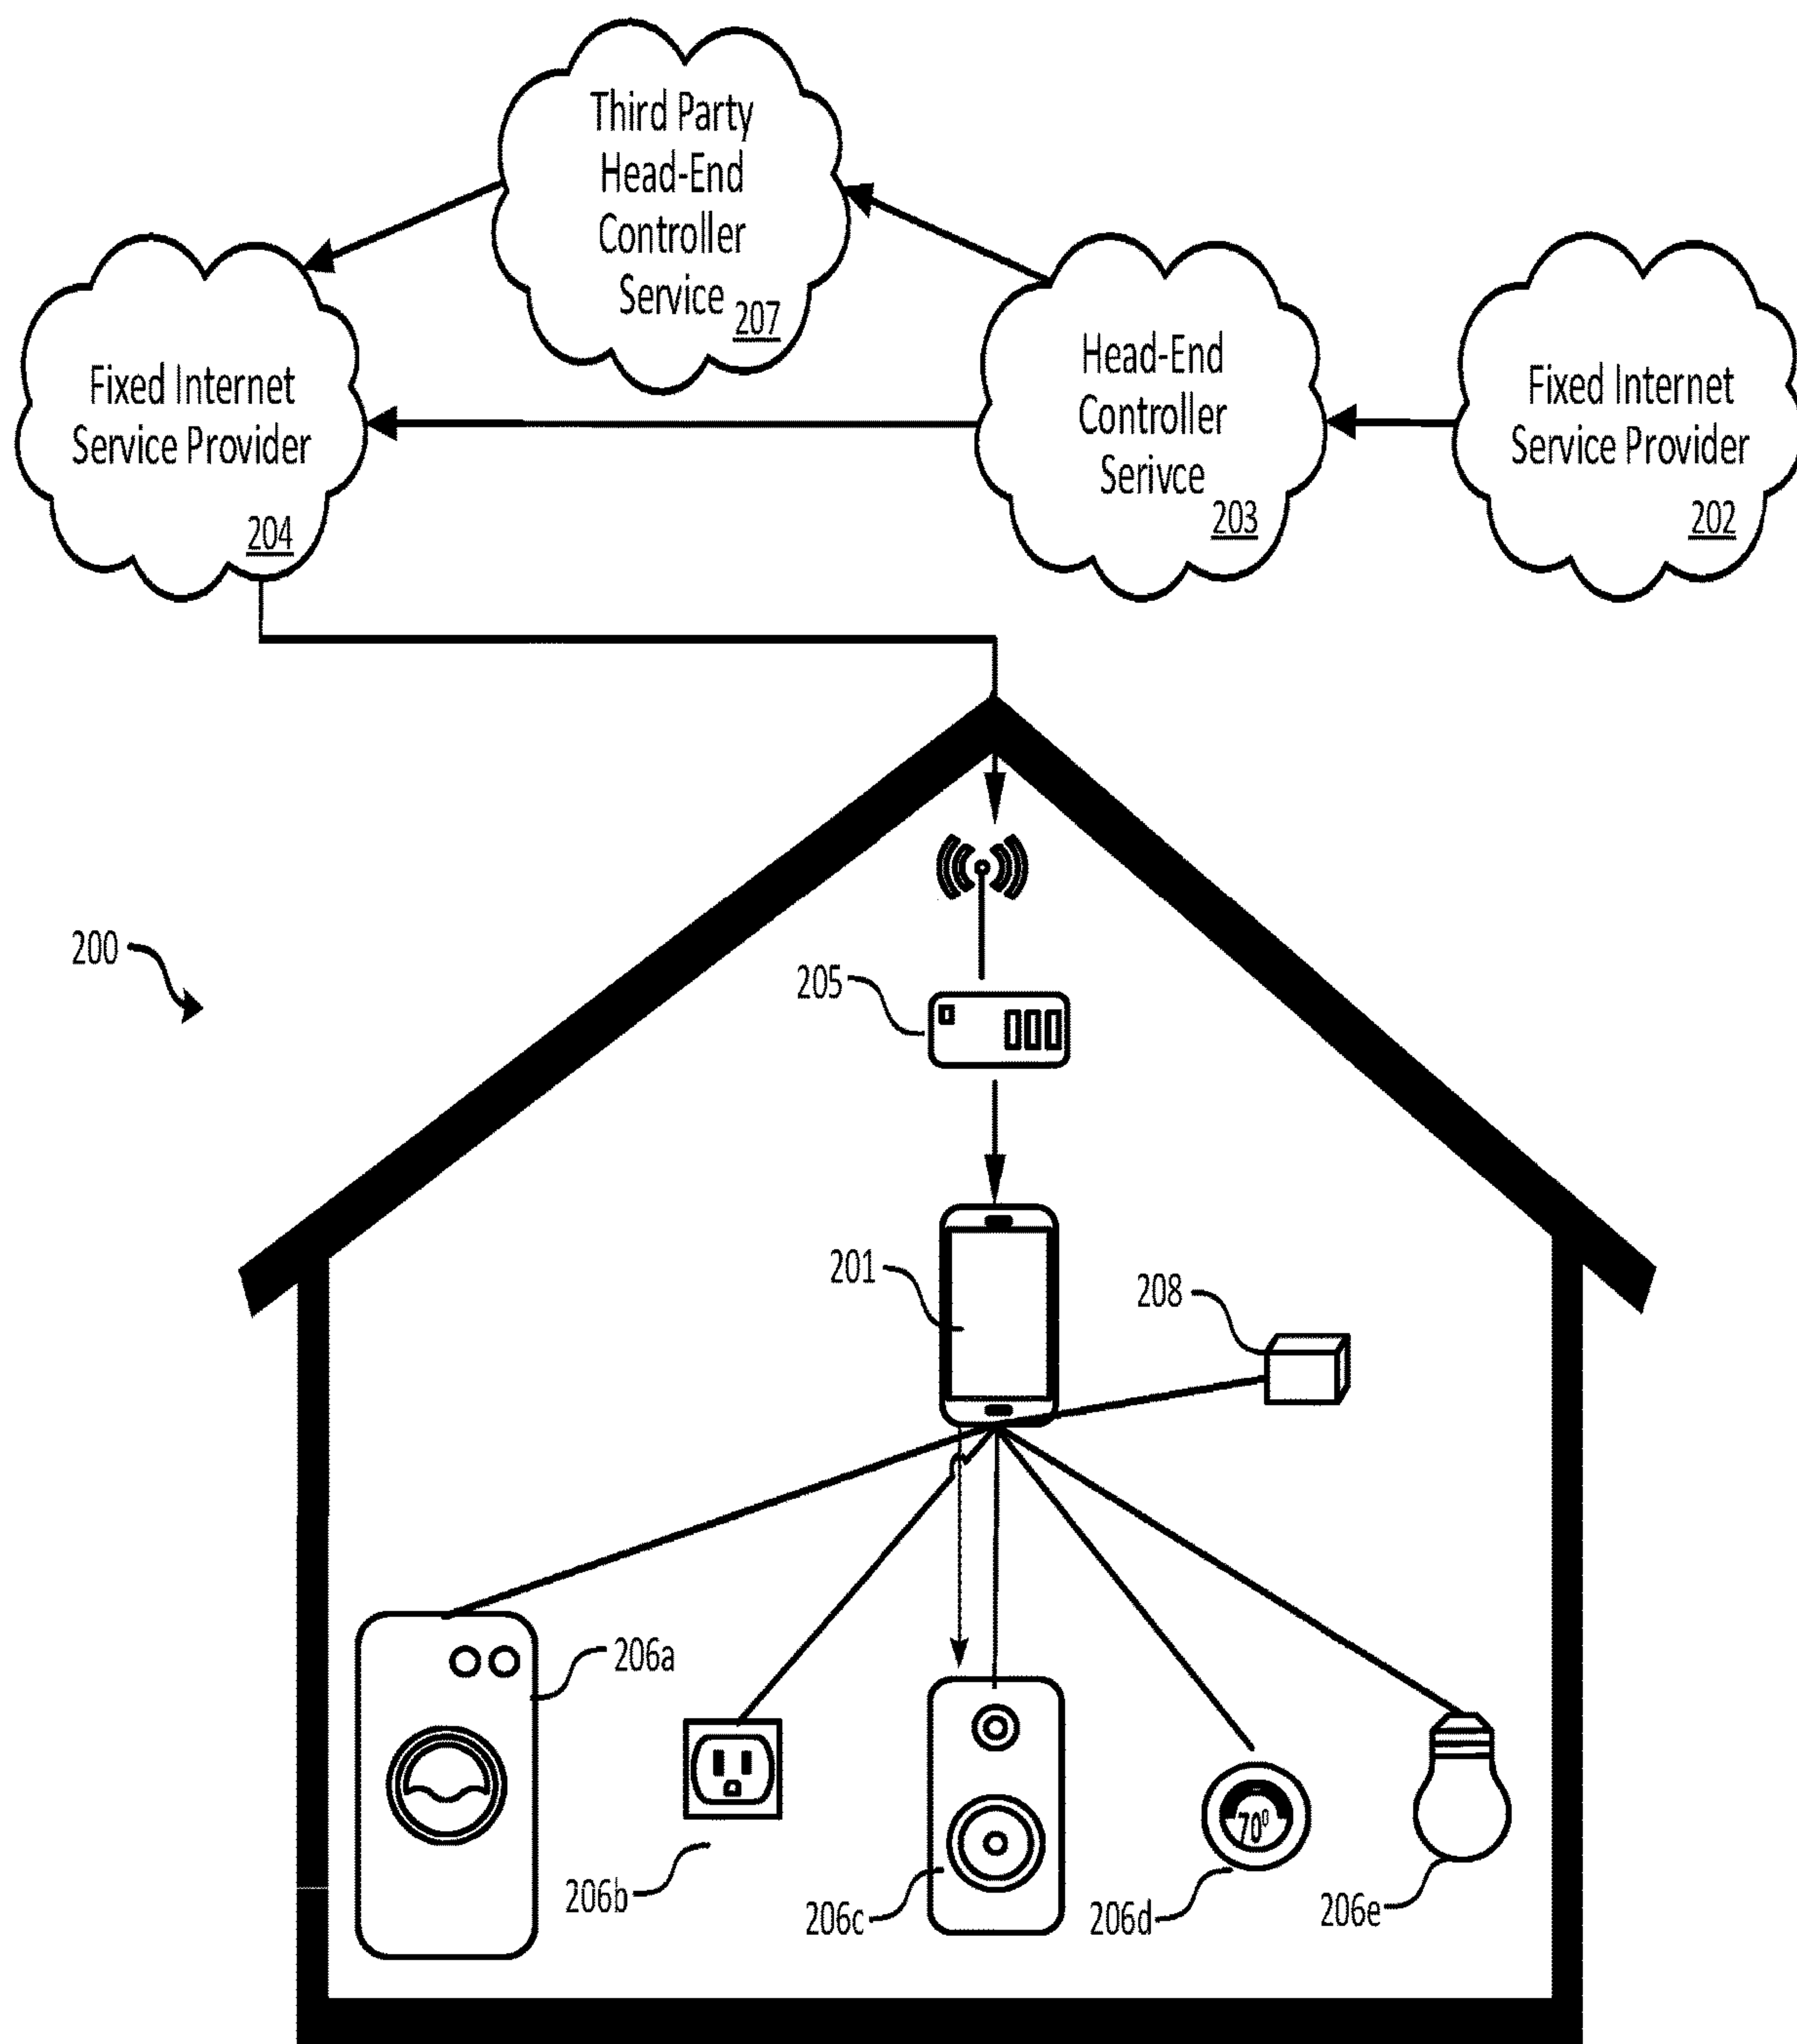 Third Party
Head-End
Controller
Service
207
Fixed Internet
Service Provider
204
Head-End
Controller
Serivce
203
Fixed Internet
Service Provider
202
200
205
201
208
206a
70⁰
206b
206c
206d
206e